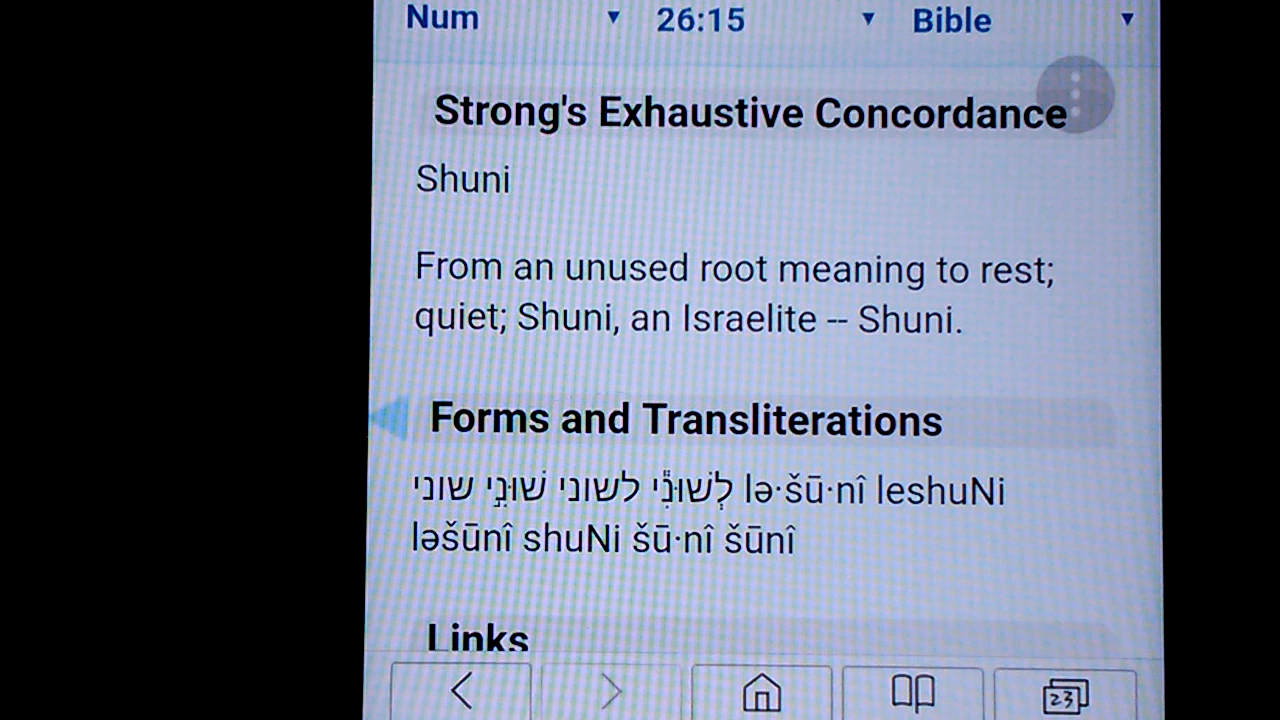 Num ▼ 26:15 ▼ Bible ▼
Strong's Exhaustive Concordance
Shuni
From an unused root meaning to rest;
quiet; Shuni, an Israelite -- Shuni.
Forms and Transliterations
לְשׁוּנִ֕י לשוני שׁוּנִ֣י שוני lə·šū·nî leshuNi
ləšūnî shuNi šū·nî šūnî
Links
23